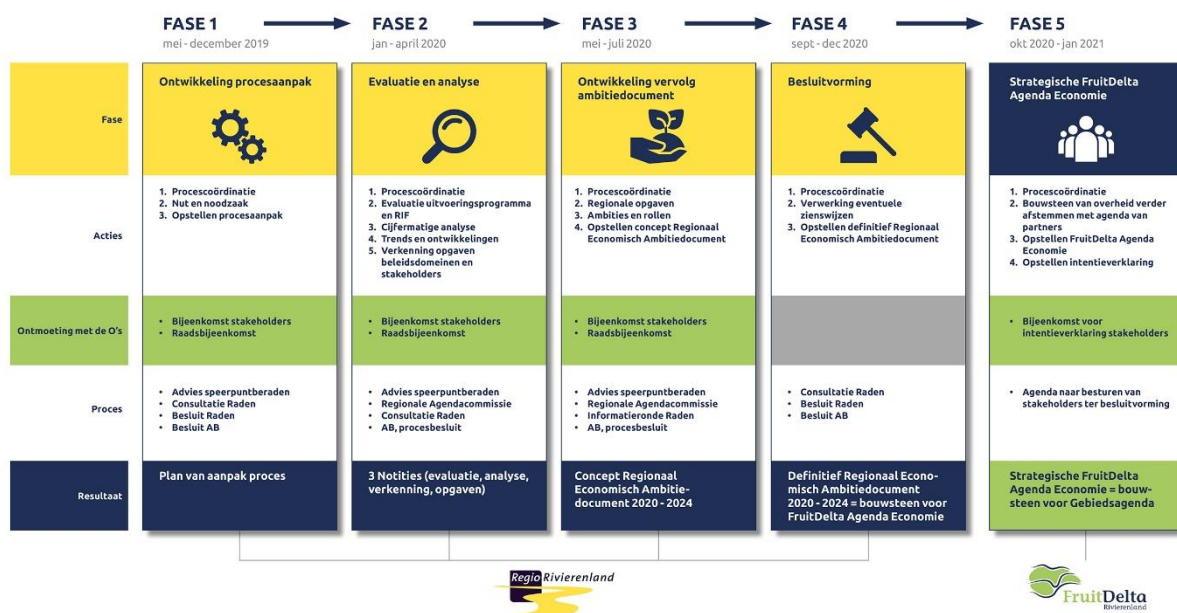 FASE 1
mei - december 2019
FASE 2
jan - april 2020
FASE 3
mei - juli 2020
FASE 4
sept - dec 2020
FASE 5
okt 2020 - jan 2021
Fase
Ontwikkeling procesaanpak
Evaluatie en analyse
Ontwikkeling vervolg
ambitiedocument
Besluitvorming
Strategische FruitDelta
Agenda Economie
Acties
1. Procescoördinatie
2. Nut en noodzaak
3. Opstellen procesaanpak
1. Procescoördinatie
2. Evaluatie uitvoeringsprogramma
en RIF
3. Cijfermatige analyse
4. Trends en ontwikkelingen
5. Verkenning opgaven
beleidsdomeinen en
stakeholders
1. Procescoördinatie
2. Regionale opgaven
3. Ambities en rollen
4. Opstellen concept Regionaal
Economisch Ambitiedocument
1. Procescoördinatie
2. Verwerking eventuele
zienswijzen
3. Opstellen definitief Regionaal
Economisch Ambitiedocument
1. Procescoördinatie
2. Bouwsteen van overheid verder
afstemmen met agenda van
partners
3. Opstellen FruitDelta Agenda
Economie
4. Opstellen intentieverklaring
Ontmoeting met de O's
• Bijeenkomst stakeholders
• Raadsbijeenkomst
• Bijeenkomst stakeholders
• Raadsbijeenkomst
• Bijeenkomst stakeholders
• Raadsbijeenkomst
• Bijeenkomst voor
intentieverklaring stakeholders
Proces
• Advies speerpuntberaden
• Consultatie Raden
• Besluit Raden
• Besluit AB
• Advies speerpuntberaden
• Regionale Agendacommissie
• Consultatie Raden
• AB, procesbesluit
• Advies speerpuntberaden
• Regionale Agendacommissie
• Informatieronde Raden
• AB, procesbesluit
• Consultatie Raden
• Besluit Raden
• Besluit AB
• Agenda naar besturen van
stakeholders ter besluitvorming
Resultaat
Plan van aanpak proces
3 Notities (evaluatie, analyse,
verkenning, opgaven)
Concept Regionaal
Economisch Ambitie-
document 2020 - 2024
Definitief Regionaal Econo-
misch Ambitiedocument
2020 - 2024 = bouwsteen voor
FruitDelta Agenda Economie
Strategische FruitDelta
Agenda Economie = bouw-
steen voor Gebiedsagenda
Regio Rivierenland
FruitDelta
Rivierenland